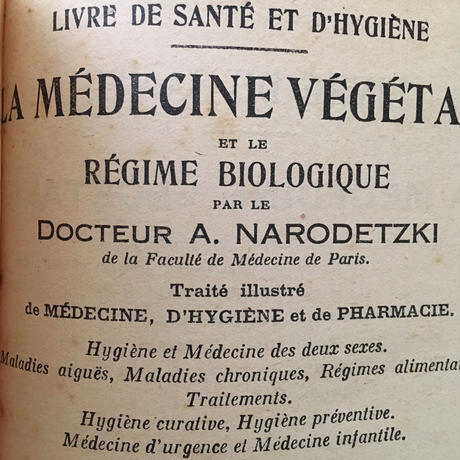 LIVRE DE SANTÉ ET D'HYGIÈNE
LA MÉDECINE VÉGÉTA
ET LE
RÉGIME BIOLOGIQUE
PAR LE
DOCTEUR A. NARODETZKI
de la Faculté de Médecine de Paris.
Traité illustré
de MÉDECINE, D'HYGIÈNE et de PHARMACIE.
Hygiène et Médecine des deux sexes.
Maladies aiguës, Maladies chroniques, Régimes alimenta
Traitements.
Hygiène curative, Hygiène préventive.
Médecine d'urgence et Médecine infantile.